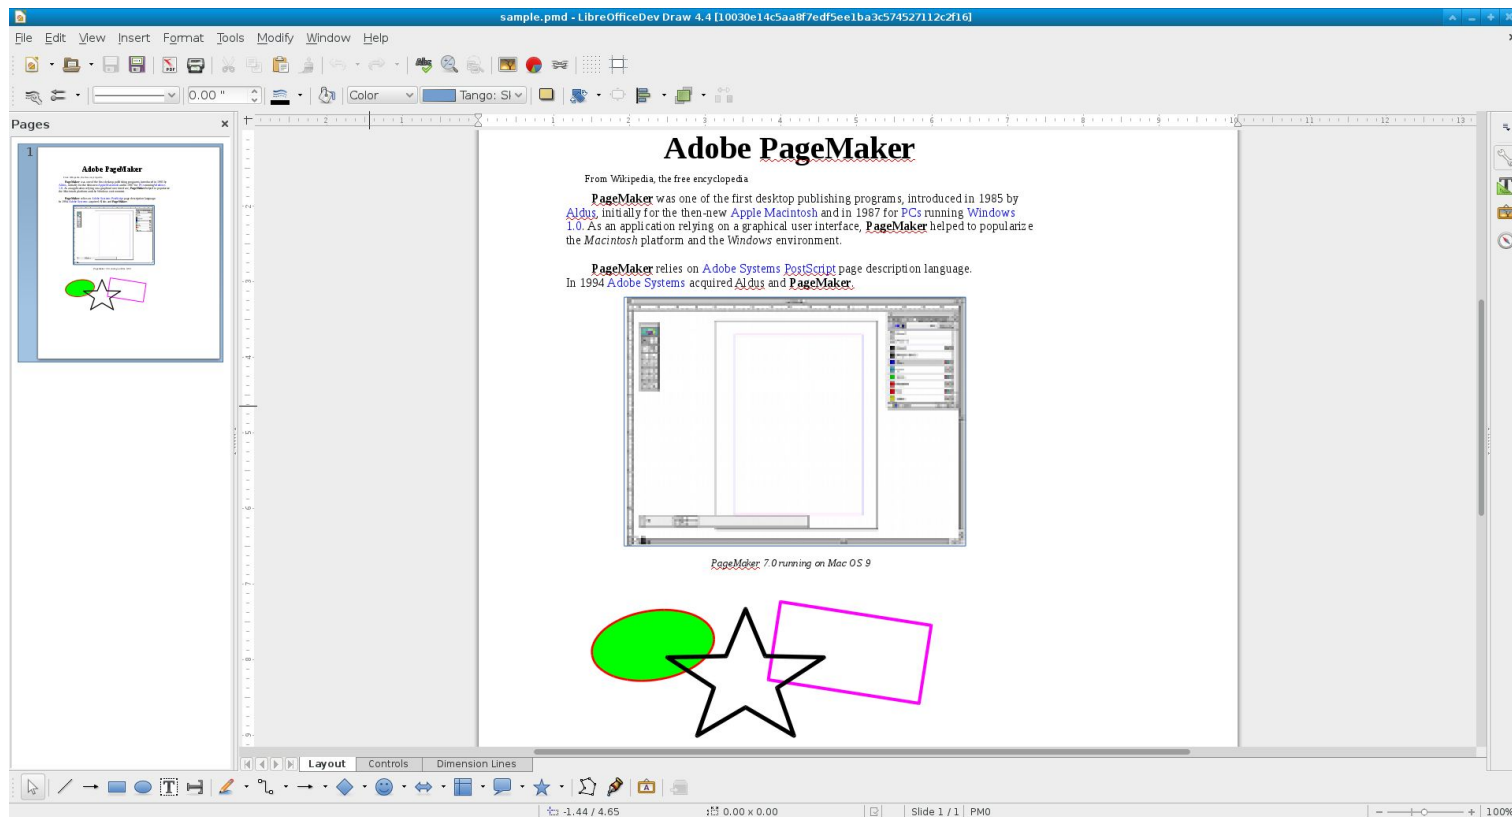 sample.pmd - LibreOfficeDev Draw 4.4 [10030e14c5aa8f7edf5ee1ba3c574527112c2f16]
File Edit View Insert Format Tools Modify Window Help
0.00 " Color Tango: Sl
Pages
1
Adobe PageMaker
From Wikipedia, the free encyclopedia
PageMaker was one of the first desktop publishing programs, introduced in 1985 by
Aldus, initially for the then-new Apple Macintosh and in 1987 for PCs running Windows
1.0. As an application relying on a graphical user interface, PageMaker helped to popularize
the Macintosh platform and the Windows environment.
PageMaker relies on Adobe Systems PostScript page description language.
In 1994 Adobe Systems acquired Aldus and PageMaker.
PageMaker 7.0 running on Mac OS 9
Layout Controls Dimension Lines
-1.44 / 4.65 0.00 x 0.00 Slide 1 / 1 PM0 100%